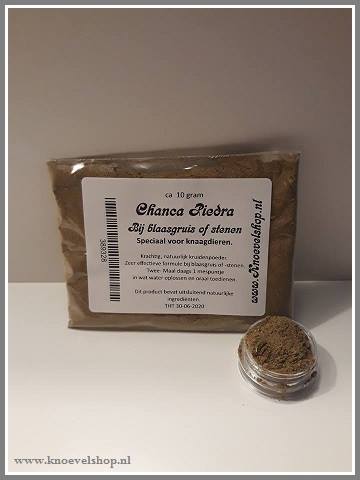 ca 10 gram
Chanca Piedra
Bij blaasgruis of stenen
Speciaal voor knaagdieren.
Krachtig, natuurlijk kruidenpoeder.
Zeer effectieve formule bij blaasgruis of -stenen.
Twee Maal daags 1 mespuntje
in wat water oplossen en oraal toedienen.
Dit product bevat uitsluitend natuurlijke
ingrediënten.
THT 30-06-2020
389228
www.Knoevelshop.nl
www.knoevelshop.nl